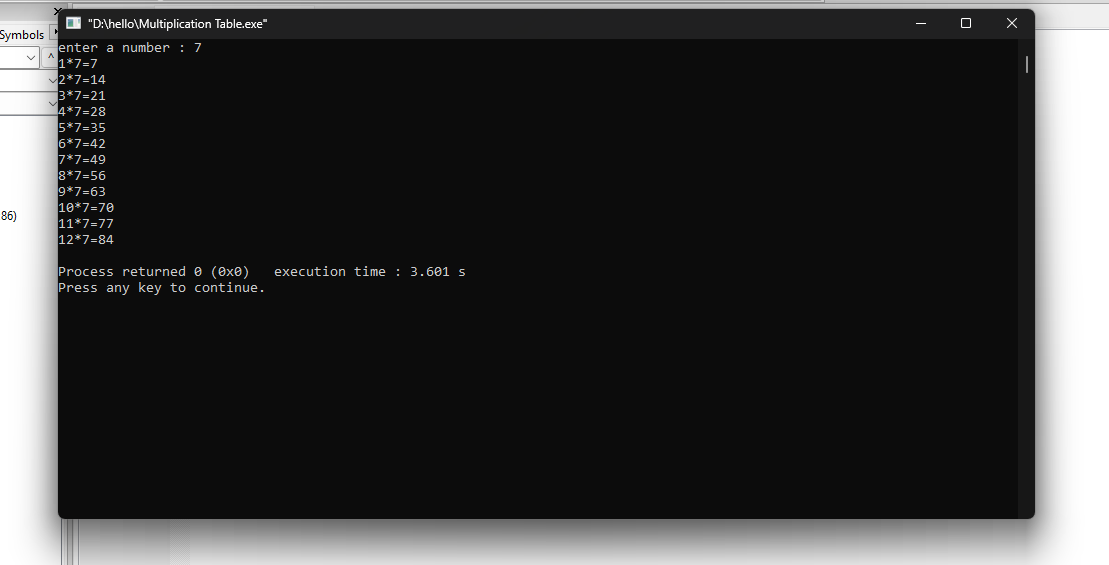 Symbols
"D:\hello\Multiplication Table.exe"
enter a number : 7
1*7=7
2*7=14
3*7=21
4*7=28
5*7=35
6*7=42
7*7=49
8*7=56
9*7=63
10*7=70
11*7=77
12*7=84
Process returned 0 (0x0)   execution time : 3.601 s
Press any key to continue.
86)